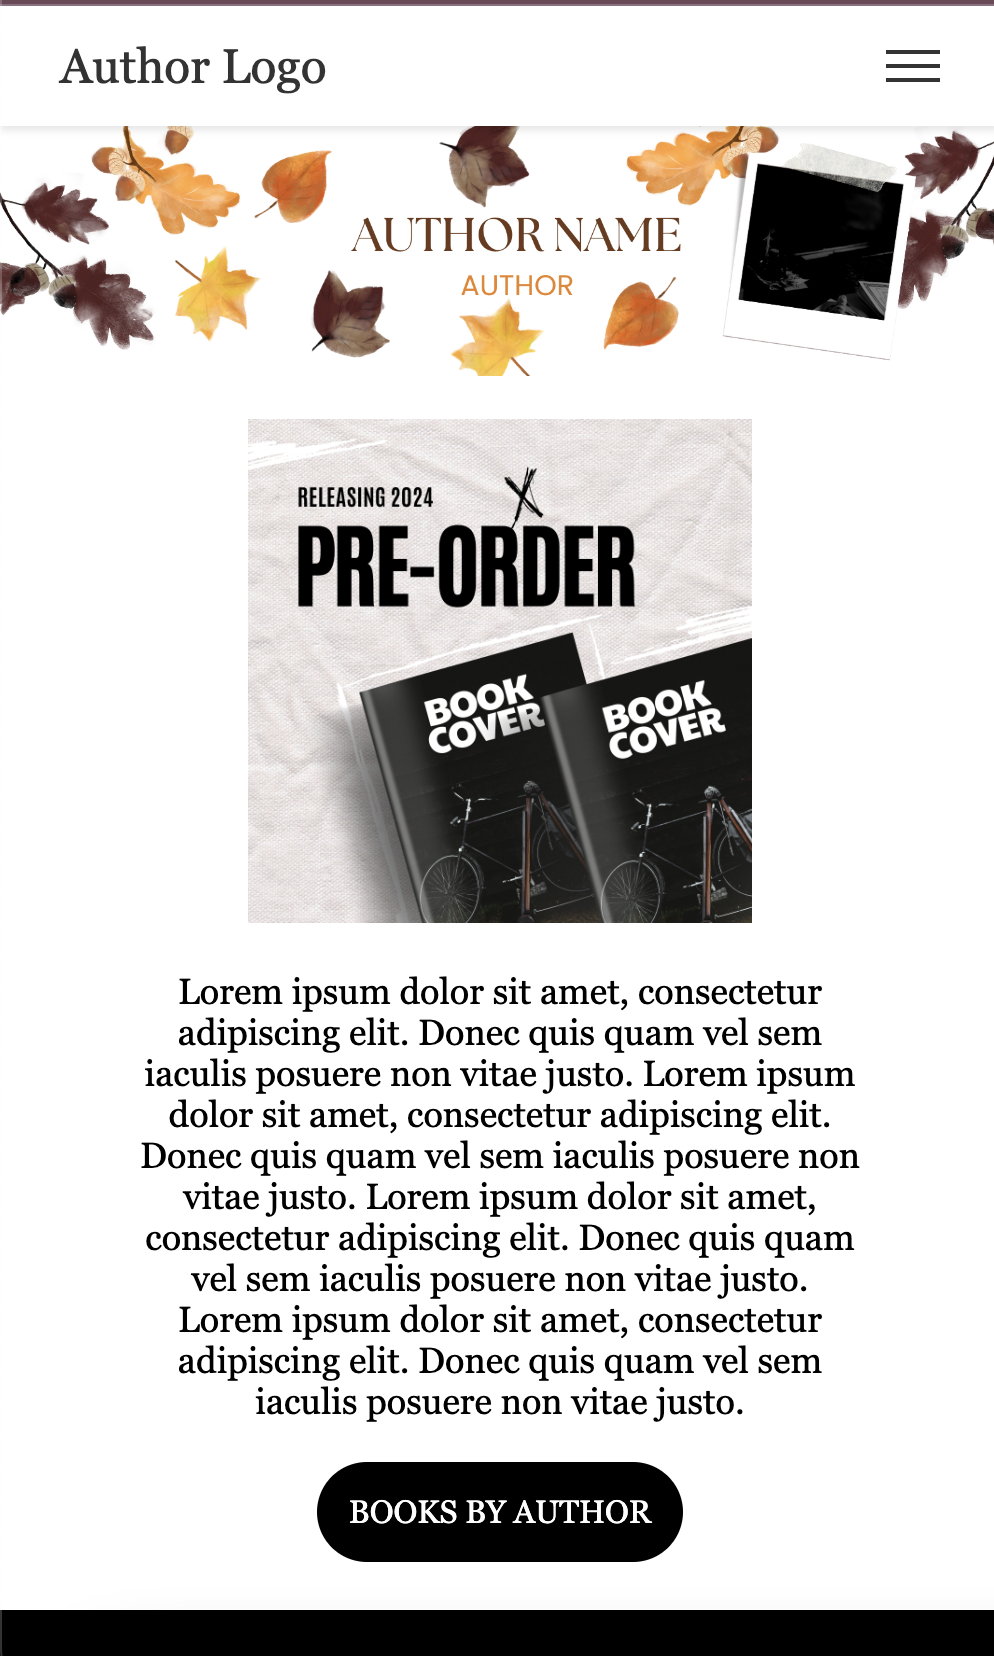 Author Logo
AUTHOR NAME
AUTHOR
RELEASING 2024
PRE-ORDER
BOOK
COVER
BOOK
COVER
Lorem ipsum dolor sit amet, consectetur
adipiscing elit. Donec quis quam vel sem
iaculis posuere non vitae justo. Lorem ipsum
dolor sit amet, consectetur adipiscing elit.
Donec quis quam vel sem iaculis posuere non
vitae justo. Lorem ipsum dolor sit amet,
consectetur adipiscing elit. Donec quis quam
vel sem iaculis posuere non vitae justo.
Lorem ipsum dolor sit amet, consectetur
adipiscing elit. Donec quis quam vel sem
iaculis posuere non vitae justo.
BOOKS BY AUTHOR